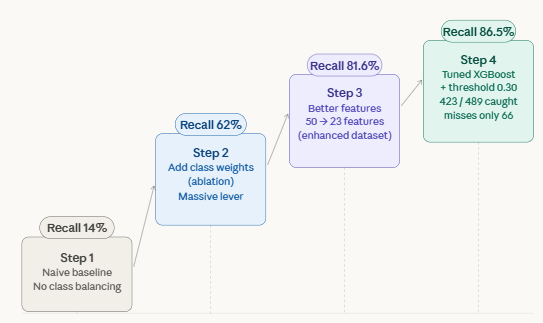 Recall 14%
Step 1
Naive baseline
No class balancing
Recall 62%
Step 2
Add class weights
(ablation)
Massive lever
Recall 81.6%
Step 3
Better features
50 → 23 features
(enhanced dataset)
Recall 86.5%
Step 4
Tuned XGBoost
+ threshold 0.30
423 / 489 caught
misses only 66